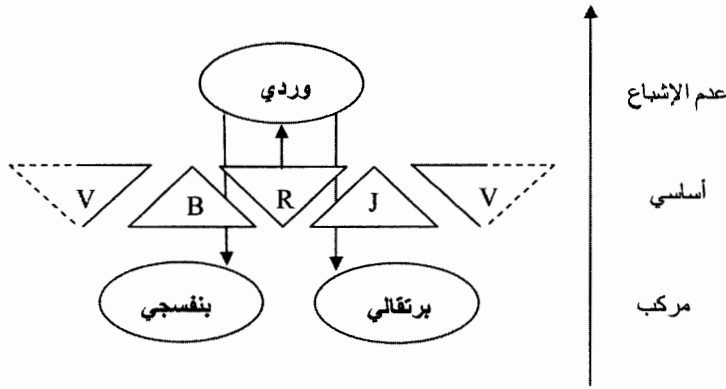 وردي
عدم الإشباع
V B R J V
أساسي
بنفسجي
برتقالي
مركب